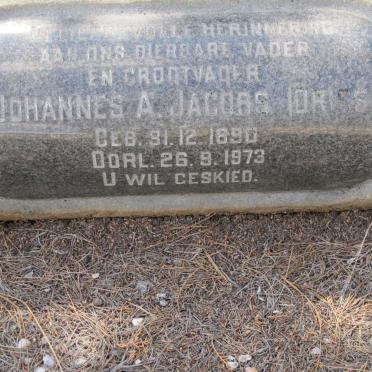 LIEFDEVOLLE HERINNERING
AAN ONS DIERBARE VADER
EN GROOTVADER
JOHANNES A. JACOBS (DRIES
GEB. 31.12.1890
OORL. 26.9.1973
U WIL GESKIED.